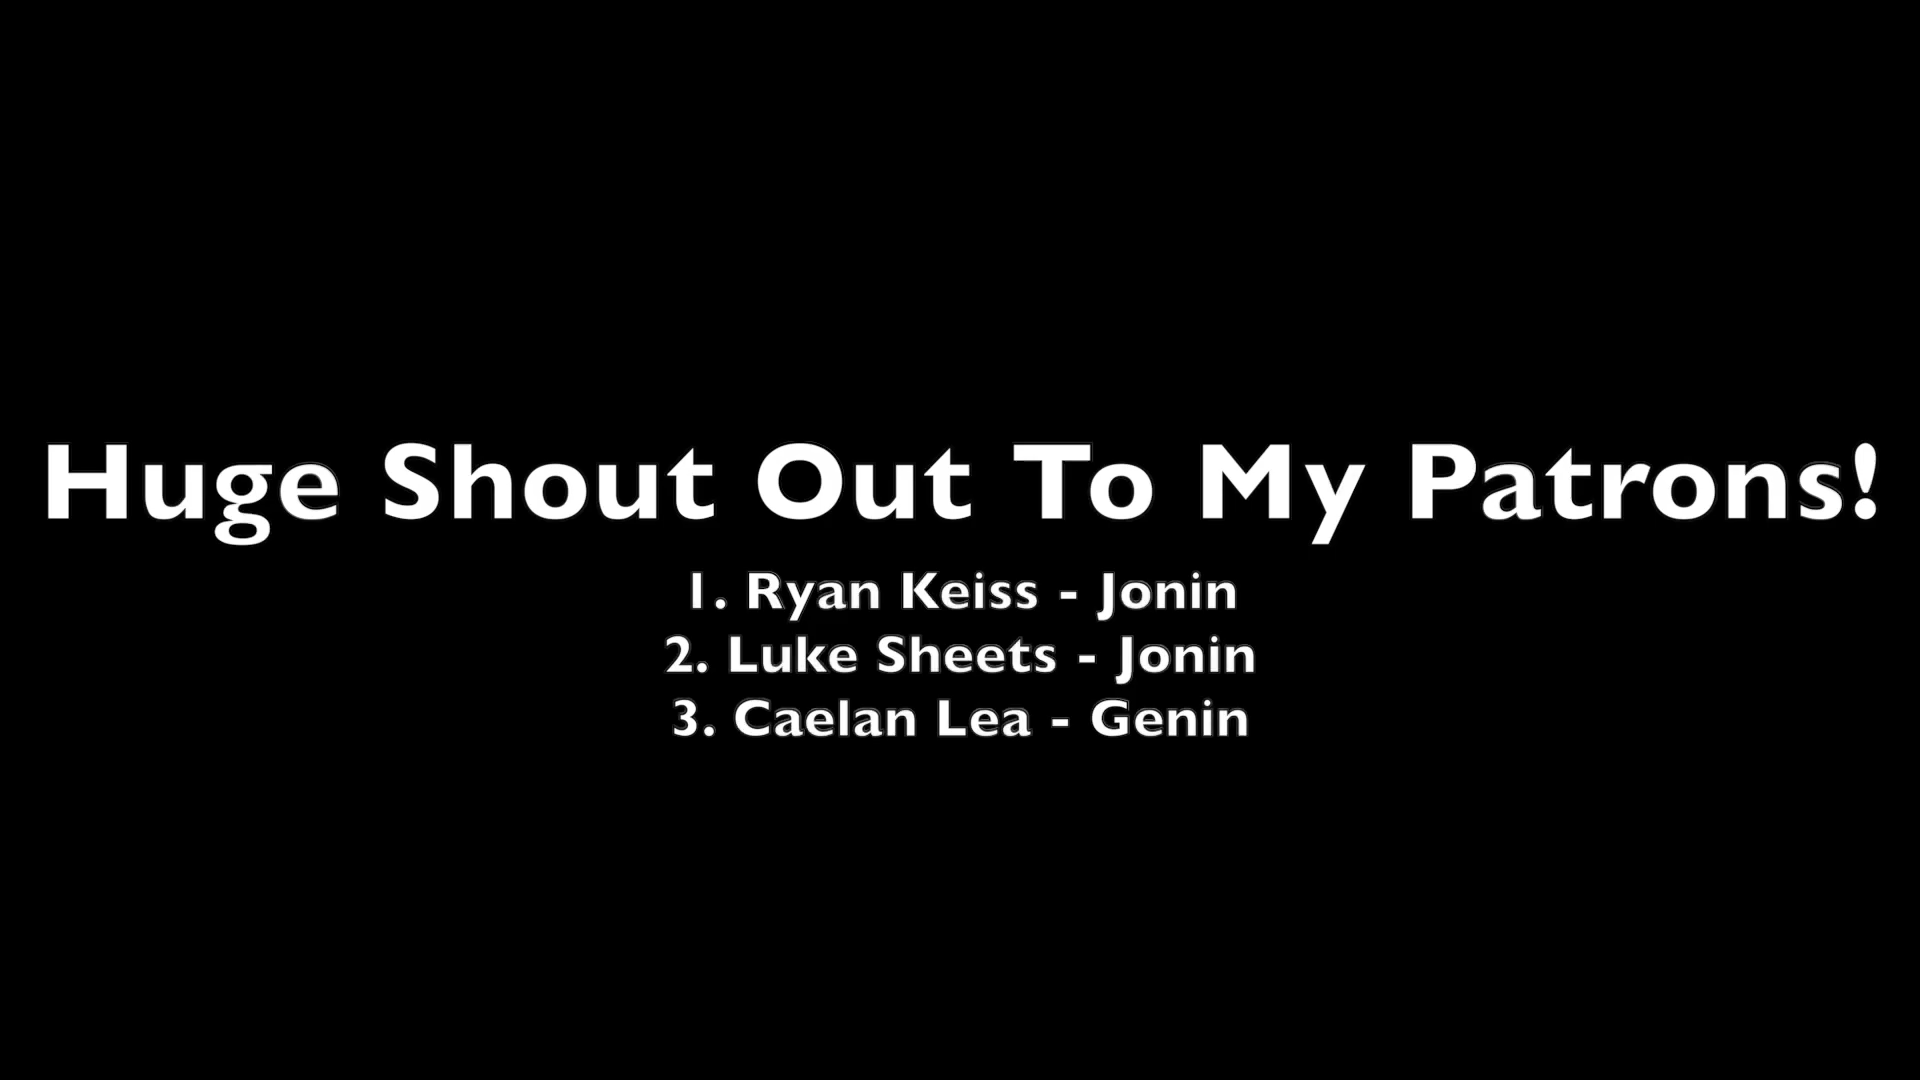 Huge Shout Out To My Patrons!
1. Ryan Keiss - Jonin
2. Luke Sheets - Jonin
3. Caelan Lea - Genin